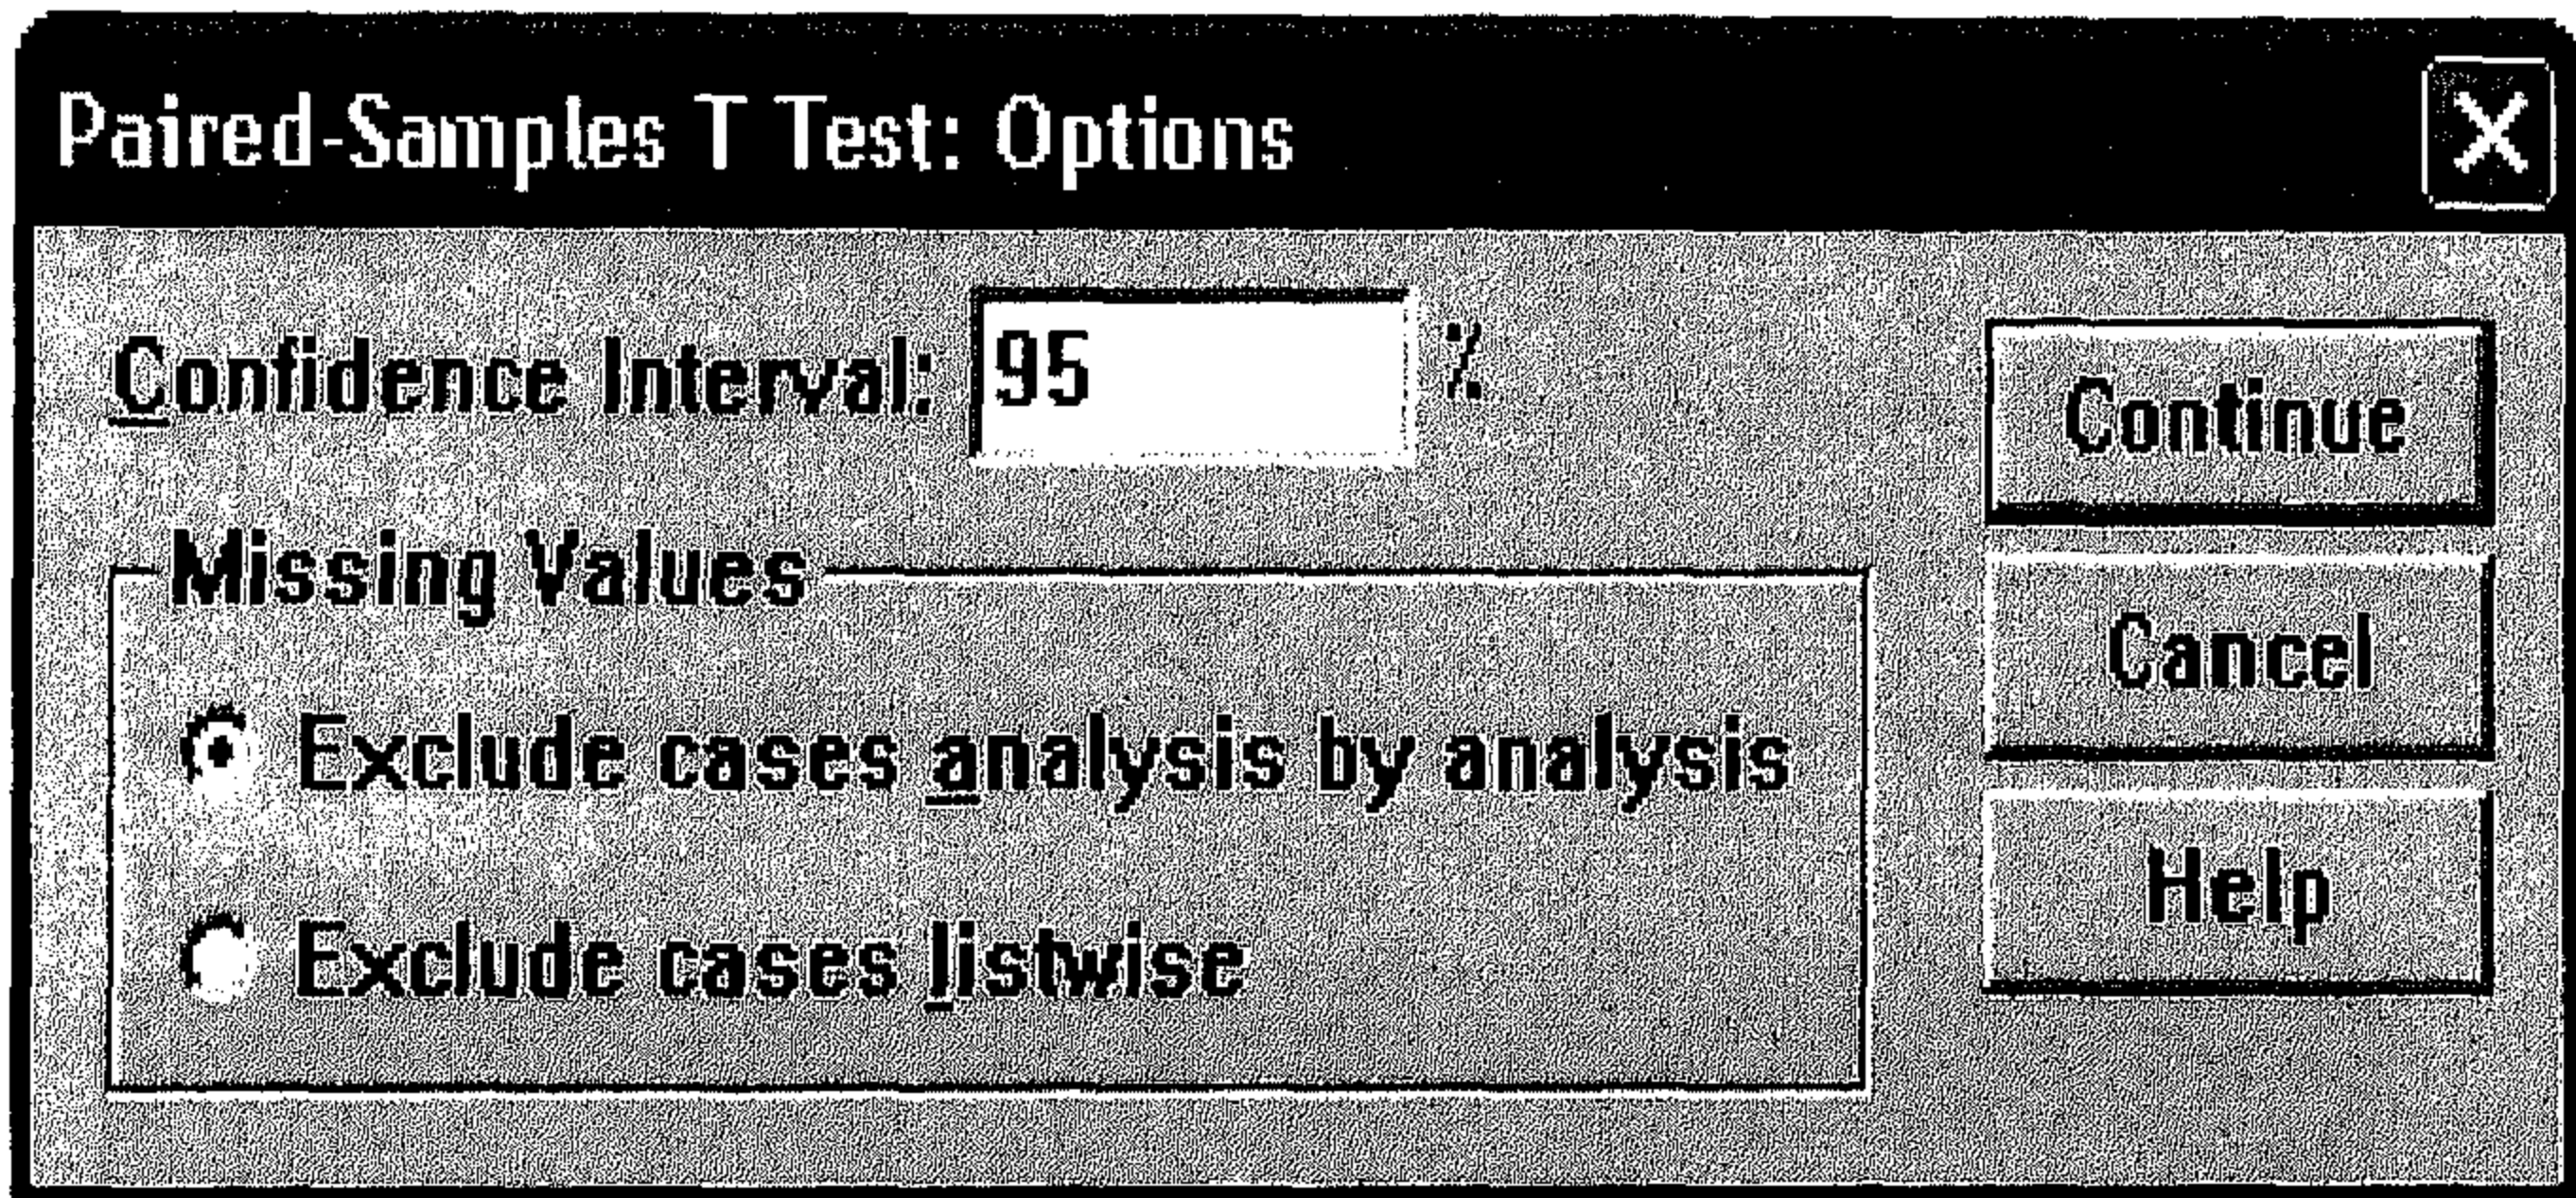 Paired-Samples T Test: Options
Confidence Interval: 95 %
Missing Values
Exclude cases analysis by analysis
Exclude cases listwise
Continue
Cancel
Help